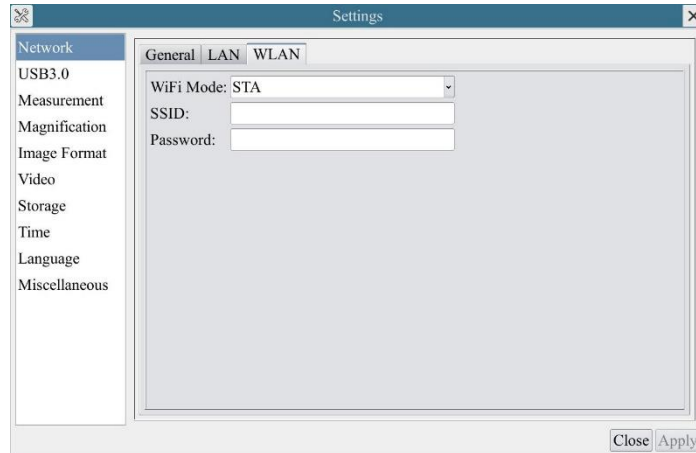 Settings
Network
USB3.0
Measurement
Magnification
Image Format
Video
Storage
Time
Language
Miscellaneous
General LAN WLAN
WiFi Mode: STA
SSID:
Password:
Close Apply